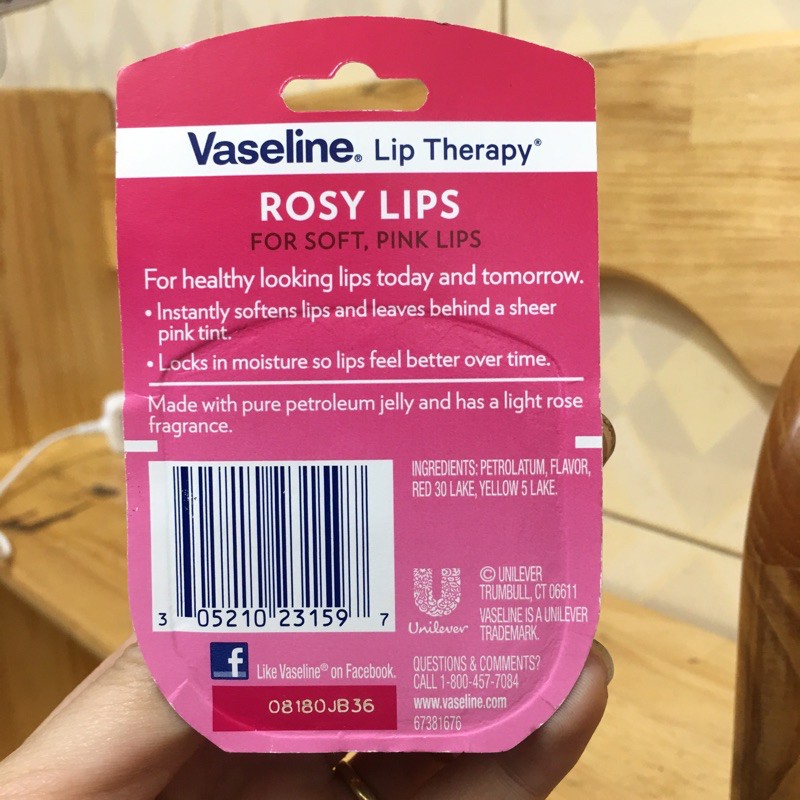 Vaseline® Lip Therapy®
ROSY LIPS
FOR SOFT, PINK LIPS
For healthy looking lips today and tomorrow.
• Instantly softens lips and leaves behind a sheer
pink tint.
• Locks in moisture so lips feel better over time.
Made with pure petroleum jelly and has a light rose
fragrance.
INGREDIENTS: PETROLATUM, FLAVOR,
RED 30 LAKE, YELLOW 5 LAKE.
3 05210 23159 7
Unilever
© UNILEVER
TRUMBULL, CT 06611
VASELINE IS A UNILEVER
TRADEMARK.
f Like Vaseline® on Facebook.
08180JB36
QUESTIONS & COMMENTS?
CALL 1-800-457-7084
www.vaseline.com
67381676